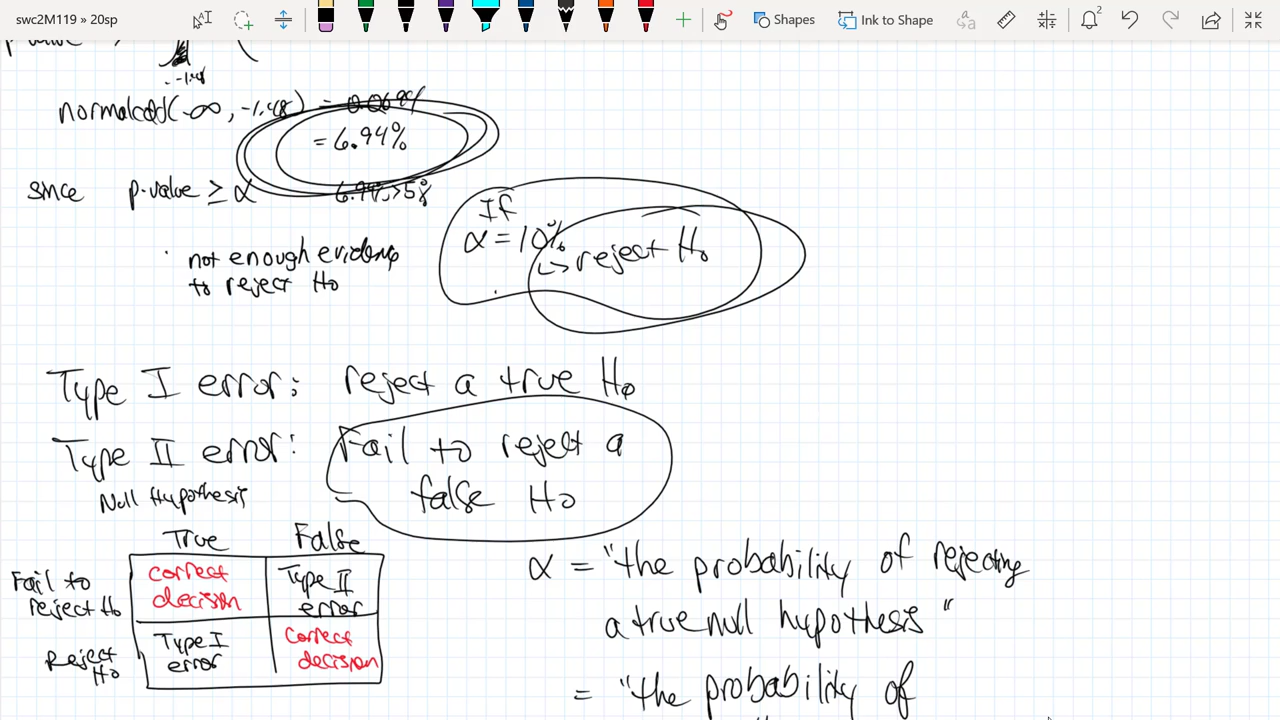 swc2M119 » 20sp
Shapes
Ink to Shape
2
-1.48
normalcdf(-∞, -1.48) = 0.0694
= 6.94%
since p-value ≥ α 6.94% > 5%
not enough evidence
to reject Ho
If
α = 10%
↳ reject Ho
Type I error: reject a true Ho
Type II error: Fail to reject a
false Ho
Null Hypothesis
True False
Fail to
reject Ho
correct
decision
Type II
error
Reject
Ho
Type I
error
correct
decision
α = "the probability of rejecting
a true null hypothesis"
= "the probability of